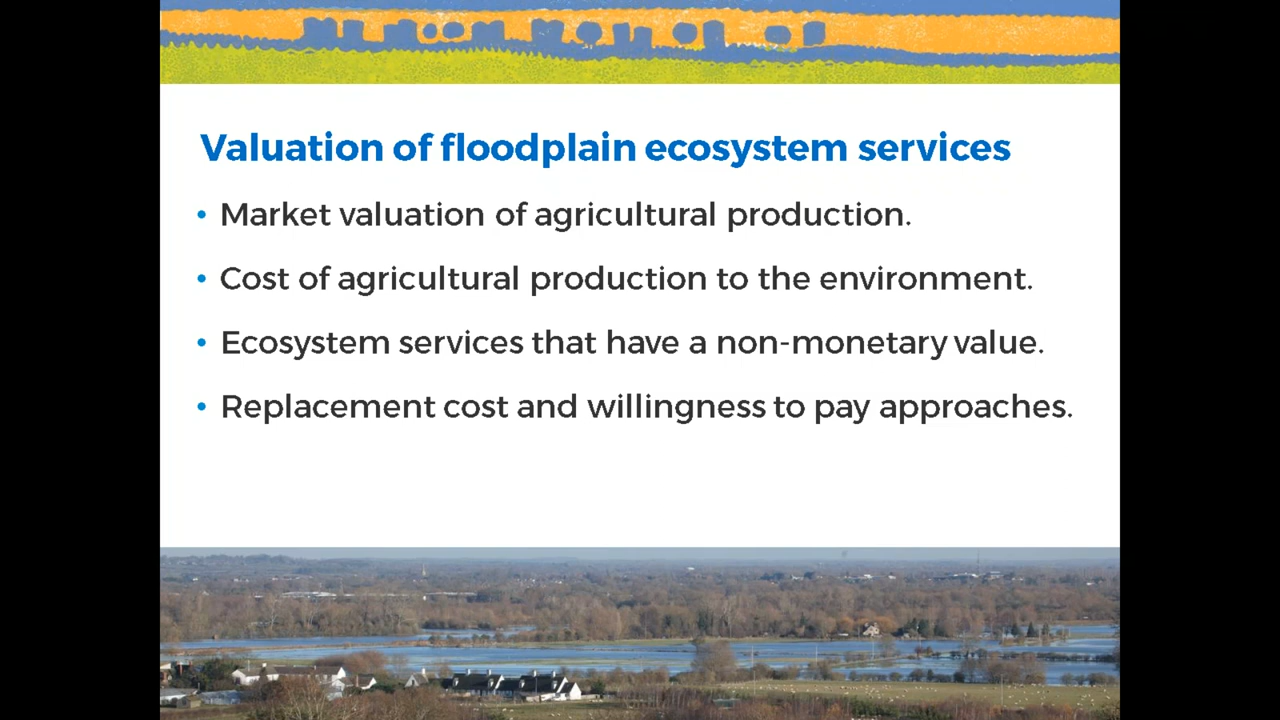 Valuation of floodplain ecosystem services
• Market valuation of agricultural production.
• Cost of agricultural production to the environment.
• Ecosystem services that have a non-monetary value.
• Replacement cost and willingness to pay approaches.